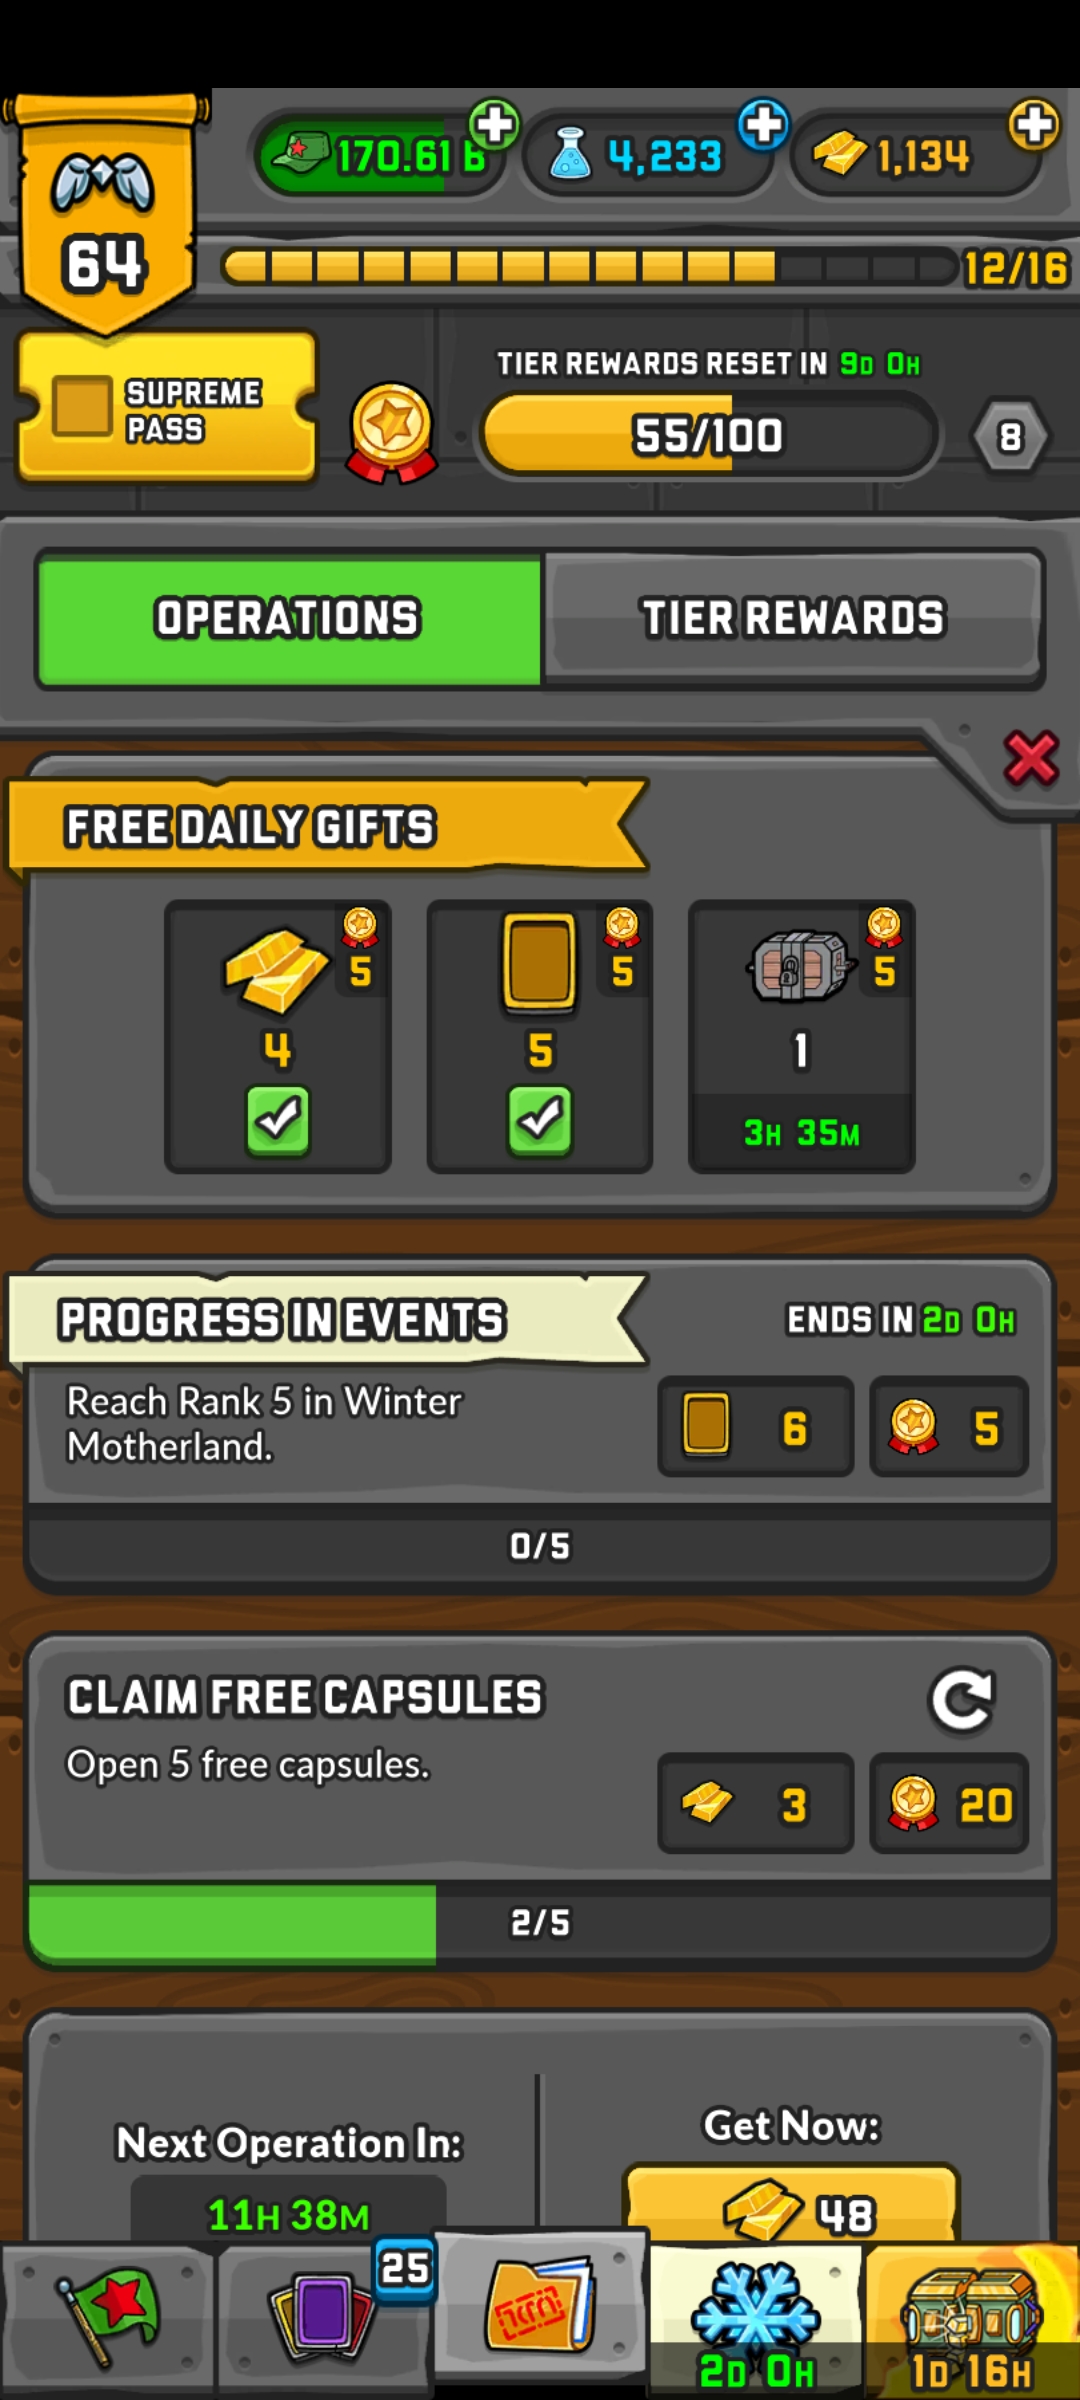 170.61 B
4,233
1,134
64
12/16
SUPREME
PASS
TIER REWARDS RESET IN 9D 0H
55/100
8
OPERATIONS
TIER REWARDS
FREE DAILY GIFTS
5
5
5
4
5
1
3H 35M
PROGRESS IN EVENTS
ENDS IN 2D 0H
Reach Rank 5 in Winter
Motherland.
6
5
0/5
CLAIM FREE CAPSULES
Open 5 free capsules.
3
20
2/5
Next Operation In:
Get Now:
11H 38M
48
25
2D 0H
1D 16H